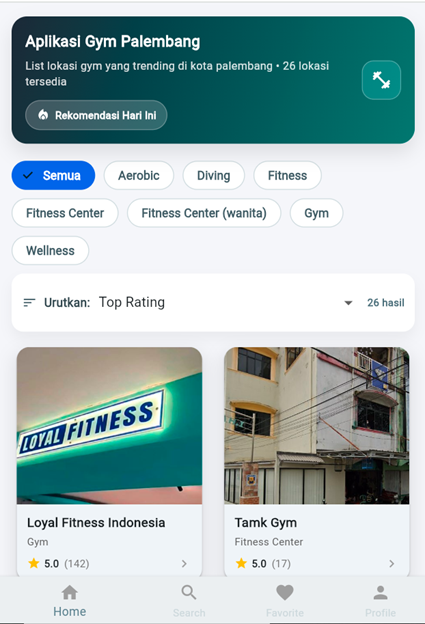 Aplikasi Gym Palembang
List lokasi gym yang trending di kota palembang • 26 lokasi
tersedia
Rekomendasi Hari Ini
Semua
Aerobic
Diving
Fitness
Fitness Center
Fitness Center (wanita)
Gym
Wellness
Urutkan: Top Rating
26 hasil
LOYAL FITNESS
Loyal Fitness Indonesia
Gym
5.0 (142)
Tamk Gym
Fitness Center
5.0 (17)
Home
Search
Favorite
Profile